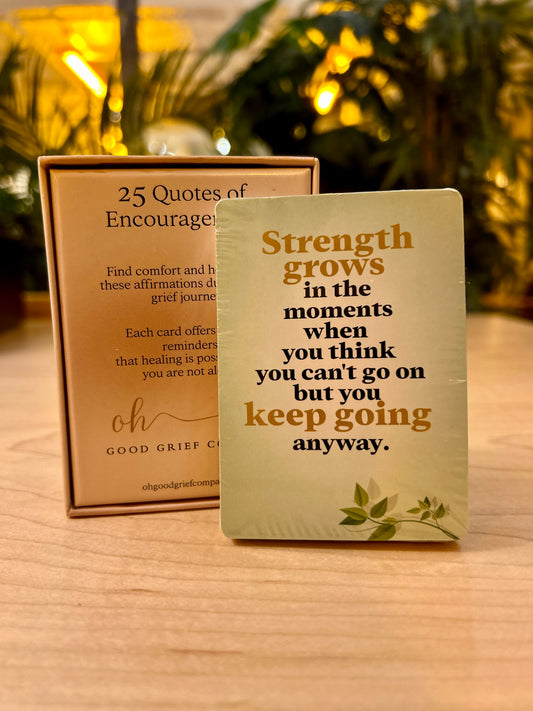 25 Quotes of
Encourage
Find comfort and h
these affirmations du
grief journe
Each card offers
reminders
that healing is pos
you are not al
oh
GOOD GRIEF CO
ohgoodgriefcompa
Strength
grows
in the
moments
when
you think
you can't go on
but you
keep going
anyway.